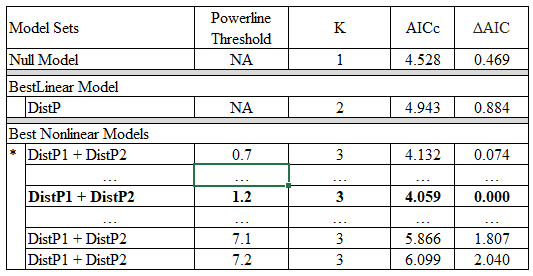 Model Sets Powerline Threshold K AICc ΔAIC
Null Model NA 1 4.528 0.469
BestLinear Model
DistP NA 2 4.943 0.884
Best Nonlinear Models
* DistP1 + DistP2 0.7 3 4.132 0.074
… … … … …
DistP1 + DistP2 1.2 3 4.059 0.000
… … … … …
DistP1 + DistP2 7.1 3 5.866 1.807
DistP1 + DistP2 7.2 3 6.099 2.040